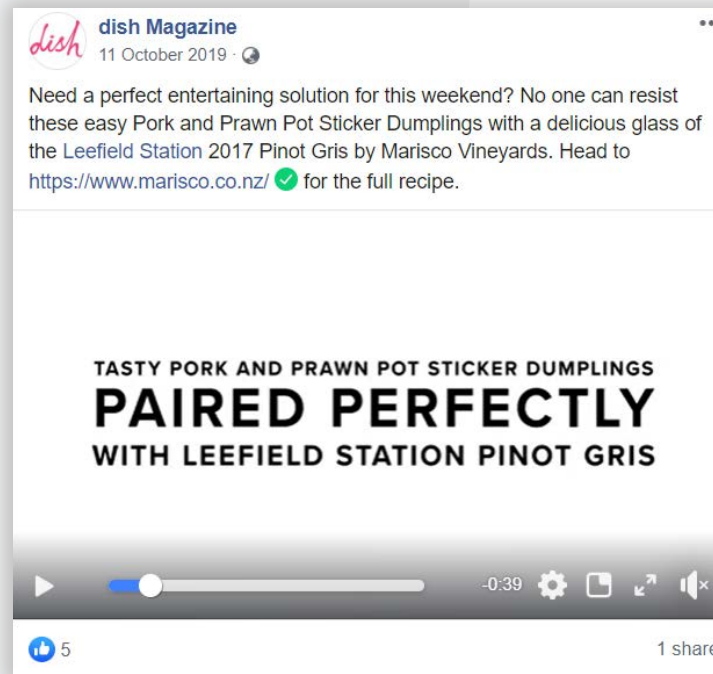 dish
dish Magazine
11 October 2019 ·
Need a perfect entertaining solution for this weekend? No one can resist
these easy Pork and Prawn Pot Sticker Dumplings with a delicious glass of
the Leefield Station 2017 Pinot Gris by Marisco Vineyards. Head to
https://www.marisco.co.nz/ for the full recipe.
TASTY PORK AND PRAWN POT STICKER DUMPLINGS
PAIRED PERFECTLY
WITH LEEFIELD STATION PINOT GRIS
-0:39
5
1 share